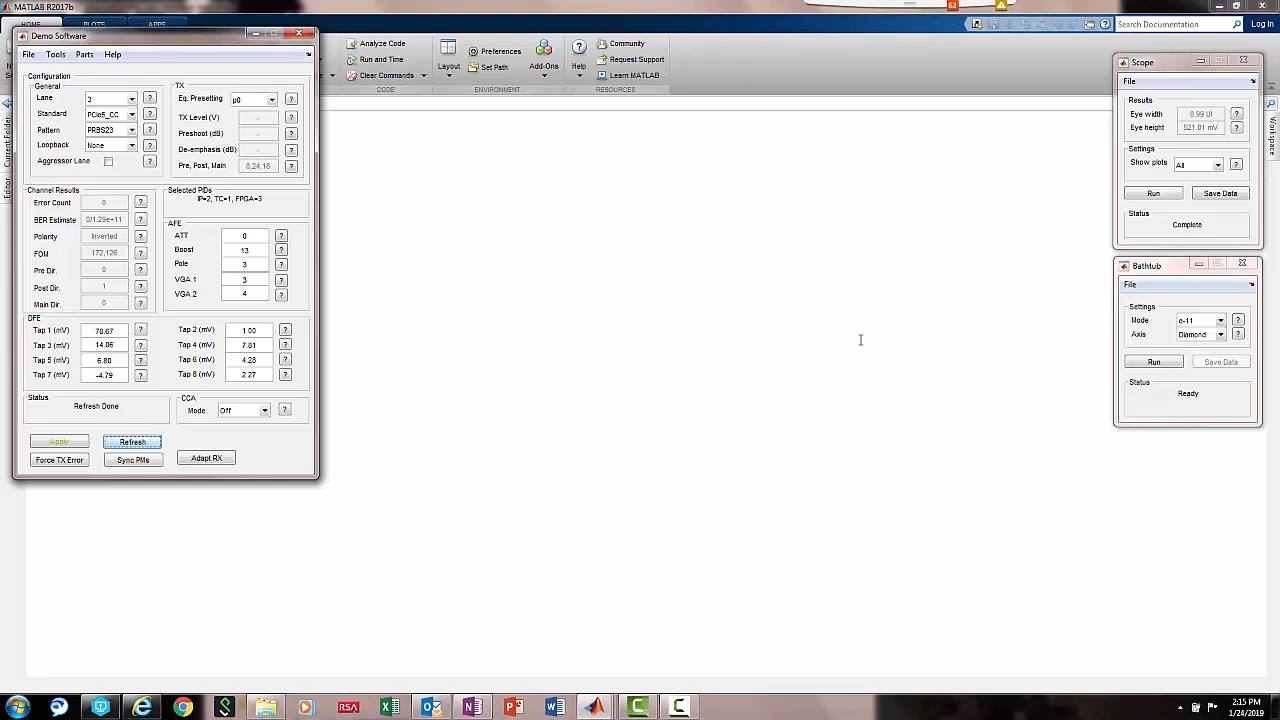 MATLAB R2017b
HOME PLOTS APPS
Search Documentation
Log In
Demo Software
File Tools Parts Help
Analyze Code
Run and Time
Clear Commands
CODE
Layout
Preferences
Set Path
Add-Ons
ENVIRONMENT
Help
Community
Request Support
Learn MATLAB
RESOURCES
Current Folder
Editor
Workspace
Configuration
General
Lane 3 ?
Standard PCIe5_CC ?
Pattern PRBS23 ?
Loopback None ?
Aggressor Lane ?
TX
Eq. Presetting p0 ?
TX Level (V) - ?
Preshoot (dB) - ?
De-emphasis (dB) - ?
Pre, Post, Main 0,24,18 ?
Channel Results
Error Count 0 ?
BER Estimate 0/1.29e+11 ?
Polarity Inverted ?
FOM 172,126 ?
Pre Dir. 0 ?
Post Dir. 1 ?
Main Dir. 0 ?
Selected PIDs
IP=2, TC=1, FPGA=3
AFE
ATT 0 ?
Boost 13 ?
Pole 3 ?
VGA 1 3 ?
VGA 2 4 ?
DFE
Tap 1 (mV) 78.67 ? Tap 2 (mV) 1.00 ?
Tap 3 (mV) 14.06 ? Tap 4 (mV) 7.81 ?
Tap 5 (mV) 6.80 ? Tap 6 (mV) 4.28 ?
Tap 7 (mV) -4.79 ? Tap 8 (mV) 2.27 ?
Status
Refresh Done
CCA
Mode Off ?
Apply Refresh
Force TX Error Sync PMs Adapt RX
Scope
File
Results
Eye width 0.99 UI ?
Eye height 521.01 mV ?
Settings
Show plots All ?
Run Save Data
Status
Complete
Bathtub
File
Settings
Mode e-11 ?
Axis Diamond ?
Run Save Data
Status
Ready
RSA
2:15 PM
1/24/2019